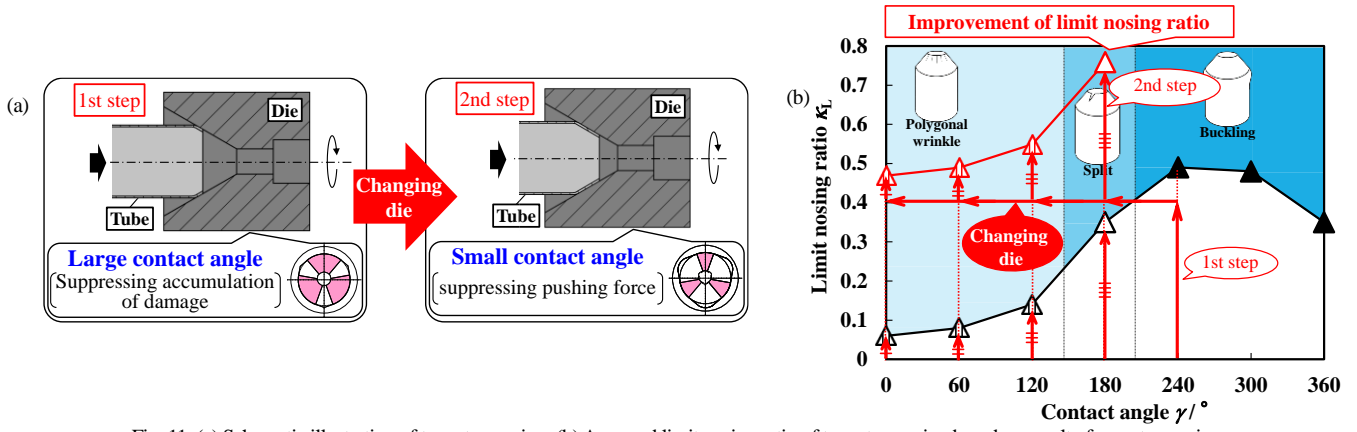 (a)
1st step
Die
Tube
Large contact angle
Suppressing accumulation
of damage
Changing
die
2nd step
Die
Tube
Small contact angle
suppressing pushing force
(b)
Improvement of limit nosing ratio
Limit nosing ratio κL
0.8
0.7
0.6
0.5
0.4
0.3
0.2
0.1
0
Polygonal
wrinkle
Split
Buckling
2nd step
Changing
die
1st step
0 60 120 180 240 300 360
Contact angle γ / °